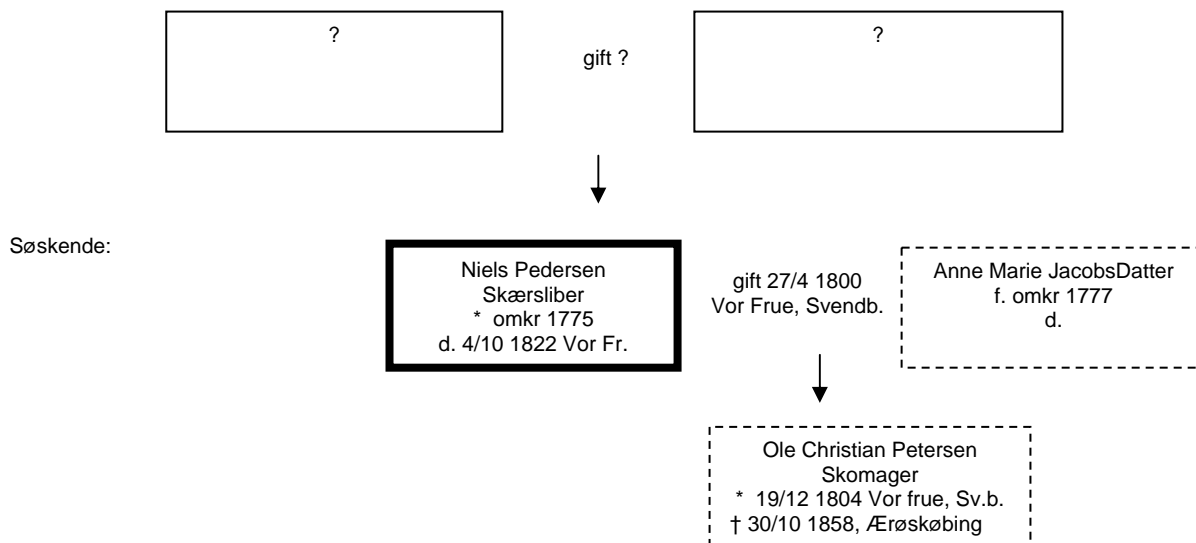 ?
gift ?
?
Søskende:
Niels Pedersen
Skærsliber
* omkr 1775
d. 4/10 1822 Vor Fr.
gift 27/4 1800
Vor Frue, Svendb.
Anne Marie JacobsDatter
f. omkr 1777
d.
Ole Christian Petersen
Skomager
* 19/12 1804 Vor frue, Sv.b.
† 30/10 1858, Ærøskøbing